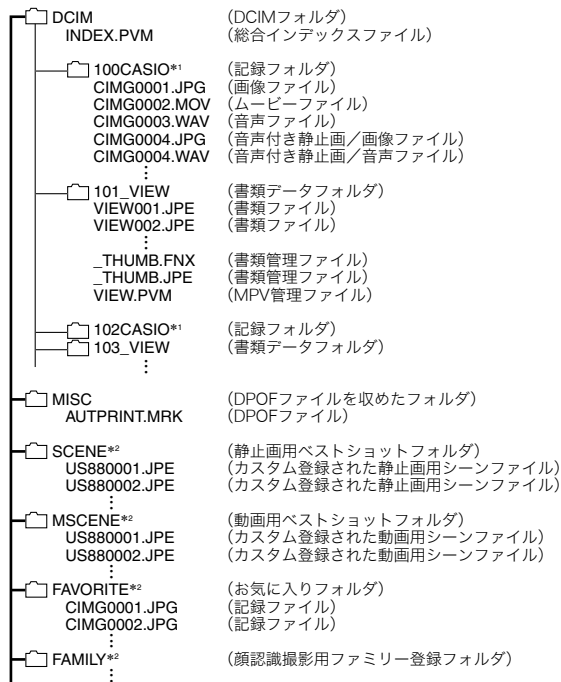 DCIM （DCIMフォルダ）
INDEX.PVM （総合インデックスファイル）
100CASIO*1 （記録フォルダ）
CIMG0001.JPG （画像ファイル）
CIMG0002.MOV （ムービーファイル）
CIMG0003.WAV （音声ファイル）
CIMG0004.JPG （音声付き静止画／画像ファイル）
CIMG0004.WAV （音声付き静止画／音声ファイル）
101_VIEW （書類データフォルダ）
VIEW001.JPE （書類ファイル）
VIEW002.JPE （書類ファイル）
_THUMB.FNX （書類管理ファイル）
_THUMB.JPE （書類管理ファイル）
VIEW.PVM （MPV管理ファイル）
102CASIO*1 （記録フォルダ）
103_VIEW （書類データフォルダ）
MISC （DPOFファイルを収めたフォルダ）
AUTPRINT.MRK （DPOFファイル）
SCENE*2 （静止画用ベストショットフォルダ）
US880001.JPE （カスタム登録された静止画用シーンファイル）
US880002.JPE （カスタム登録された静止画用シーンファイル）
MSCENE*2 （動画用ベストショットフォルダ）
US880001.JPE （カスタム登録された動画用シーンファイル）
US880002.JPE （カスタム登録された動画用シーンファイル）
FAVORITE*2 （お気に入りフォルダ）
CIMG0001.JPG （記録ファイル）
CIMG0002.JPG （記録ファイル）
FAMILY*2 （顔認識撮影用ファミリー登録フォルダ）